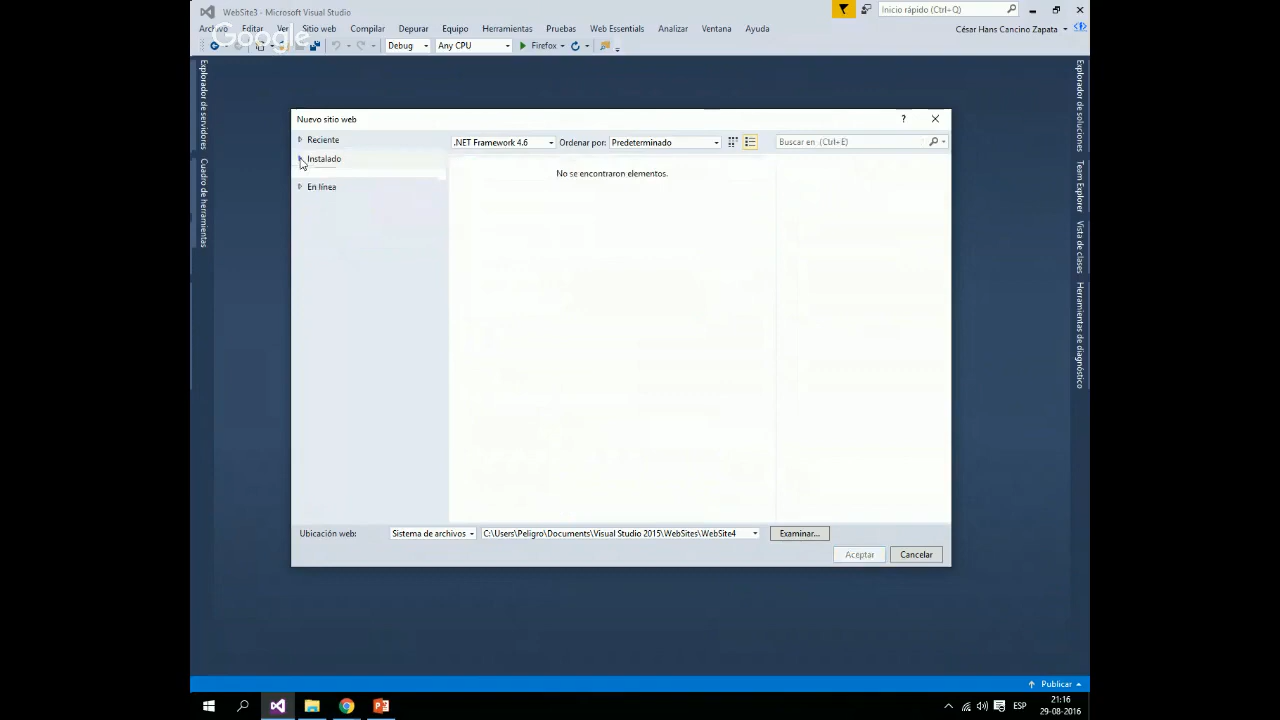 WebSite3 - Microsoft Visual Studio
Inicio rápido (Ctrl+Q)
Archivo Editar Ver Sitio web Compilar Depurar Equipo Herramientas Pruebas Web Essentials Analizar Ventana Ayuda
César Hans Cancino Zapata
Google
Debug Any CPU Firefox
Explorador de servidores
Cuadro de herramientas
Explorador de soluciones
Team Explorer
Vista de clases
Herramientas de diagnóstico
Nuevo sitio web
?
Reciente
.NET Framework 4.6 Ordenar por: Predeterminado
Buscar en (Ctrl+E)
Instalado
No se encontraron elementos.
En línea
Ubicación web: Sistema de archivos C:\Users\Peligro\Documents\Visual Studio 2015\WebSites\WebSite4 Examinar...
Aceptar Cancelar
Publicar
ESP
21:16
29-08-2016